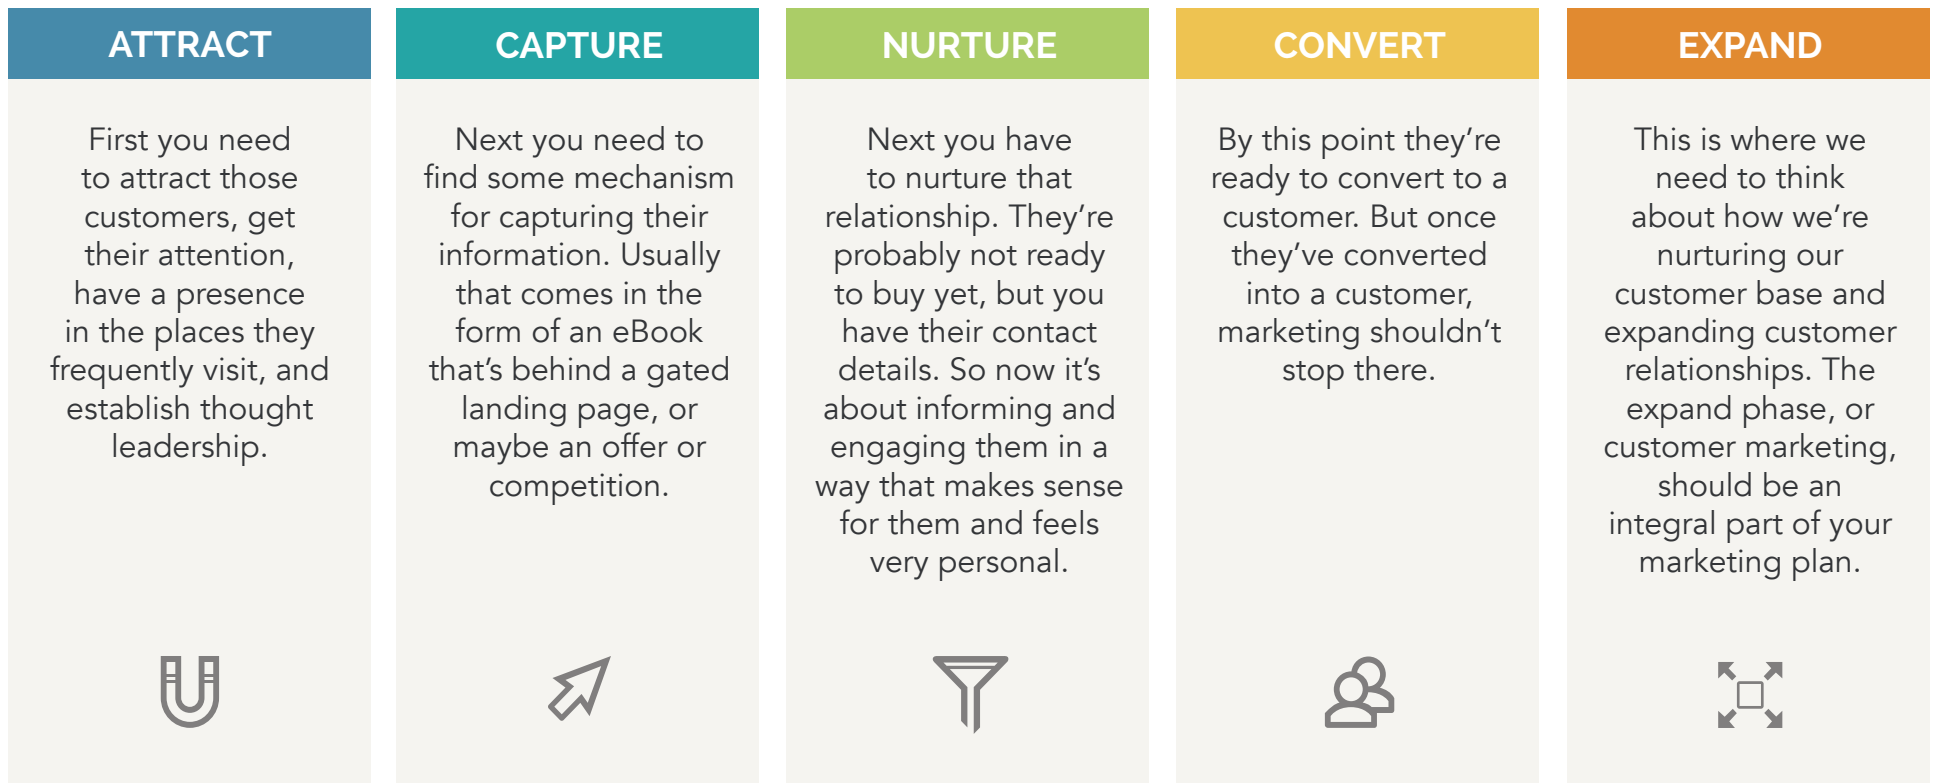 ATTRACT
First you need
to attract those
customers, get
their attention,
have a presence
in the places they
frequently visit, and
establish thought
leadership.
CAPTURE
Next you need to
find some mechanism
for capturing their
information. Usually
that comes in the
form of an eBook
that’s behind a gated
landing page, or
maybe an offer or
competition.
NURTURE
Next you have
to nurture that
relationship. They’re
probably not ready
to buy yet, but you
have their contact
details. So now it’s
about informing and
engaging them in a
way that makes sense
for them and feels
very personal.
CONVERT
By this point they’re
ready to convert to a
customer. But once
they’ve converted
into a customer,
marketing shouldn’t
stop there.
EXPAND
This is where we
need to think
about how we’re
nurturing our
customer base and
expanding customer
relationships. The
expand phase, or
customer marketing,
should be an
integral part of your
marketing plan.